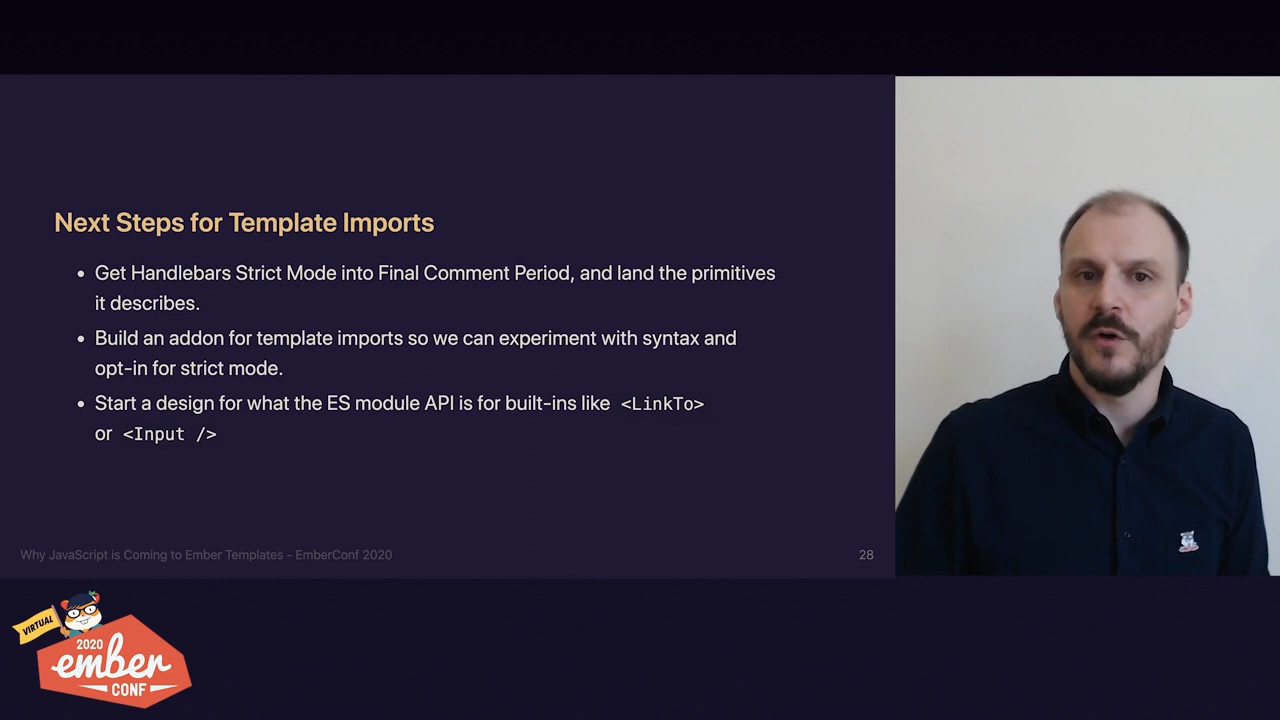 Next Steps for Template Imports
• Get Handlebars Strict Mode into Final Comment Period, and land the primitives
it describes.
• Build an addon for template imports so we can experiment with syntax and
opt-in for strict mode.
• Start a design for what the ES module API is for built-ins like <LinkTo>
or <Input />
Why JavaScript is Coming to Ember Templates - EmberConf 2020
28
VIRTUAL
2020
ember
CONF